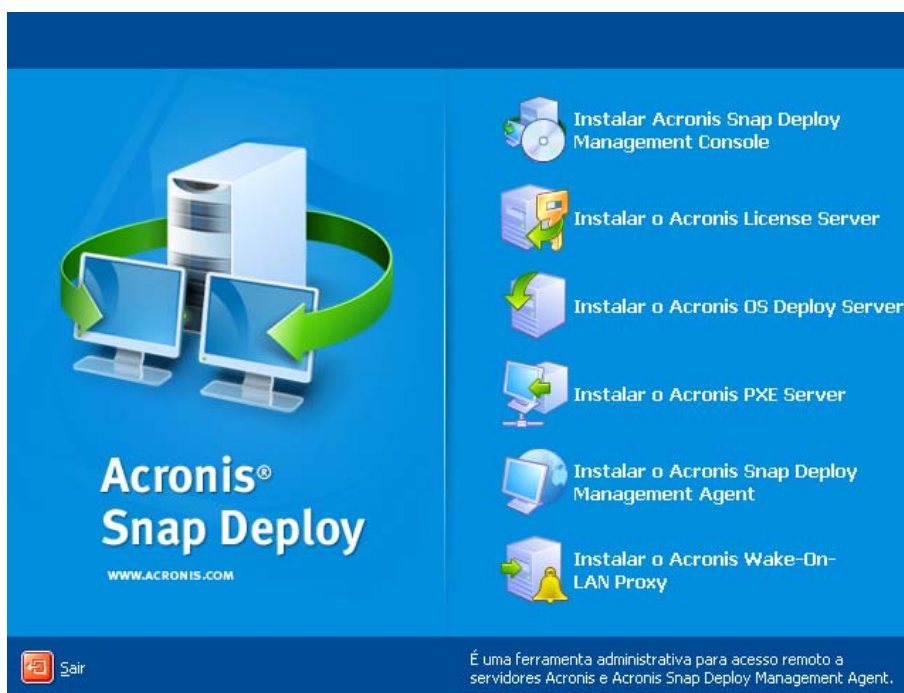 Instalar Acronis Snap Deploy
Management Console
Instalar o Acronis License Server
Instalar o Acronis OS Deploy Server
Instalar o Acronis PXE Server
Instalar o Acronis Snap Deploy
Management Agent
Instalar o Acronis Wake-On-
LAN Proxy
Acronis®
Snap Deploy
WWW.ACRONIS.COM
Sair
É uma ferramenta administrativa para acesso remoto a
servidores Acronis e Acronis Snap Deploy Management Agent.